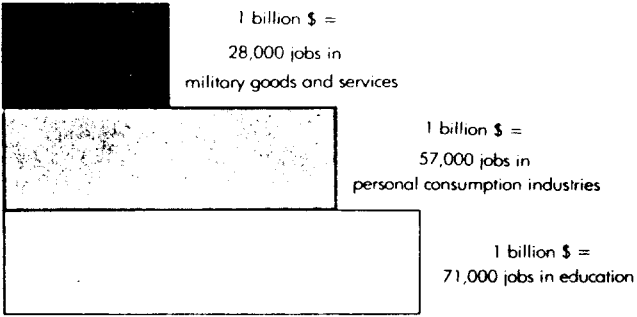 1 billion $ =
28,000 jobs in
military goods and services
1 billion $ =
57,000 jobs in
personal consumption industries
1 billion $ =
71,000 jobs in education